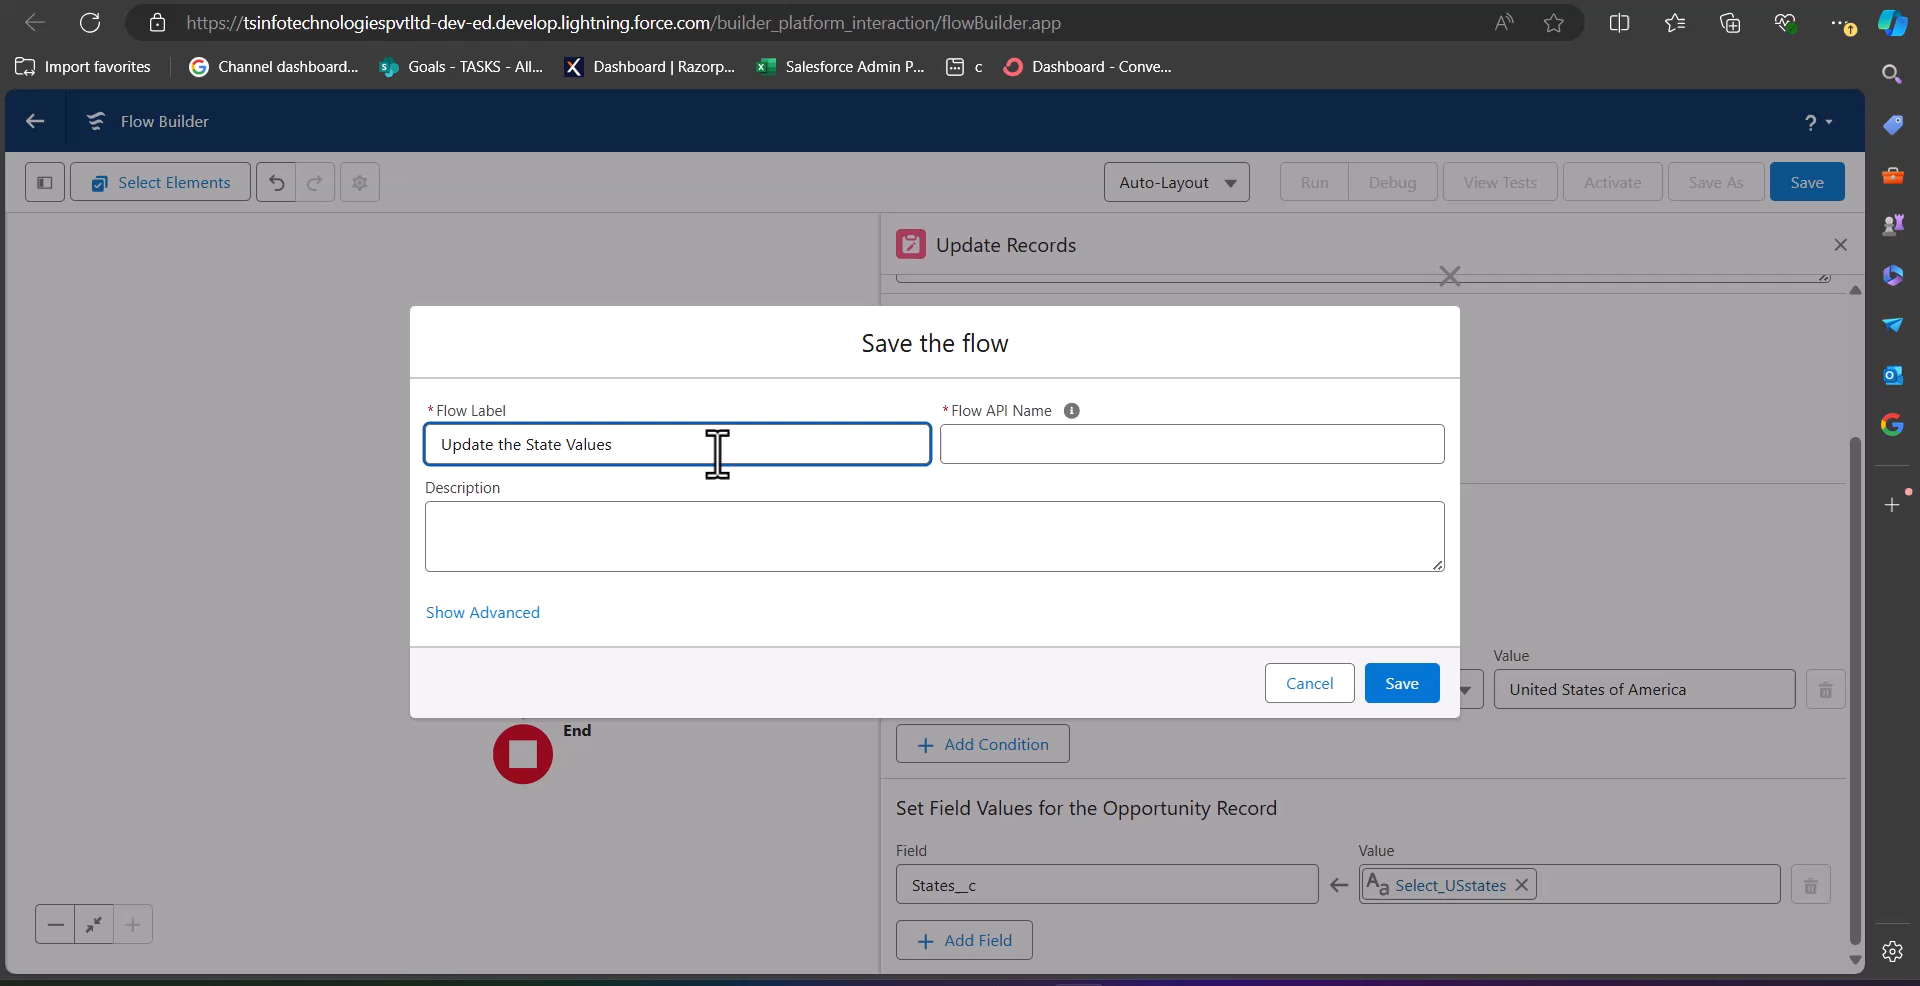 https://tsinfotechnologiespvtltd-dev-ed.develop.lightning.force.com/builder_platform_interaction/flowBuilder.app
Import favorites
Channel dashboard...
Goals - TASKS - All...
Dashboard | Razorp...
Salesforce Admin P...
c
Dashboard - Conve...
Flow Builder
?
Select Elements
Auto-Layout
Run
Debug
View Tests
Activate
Save As
Save
Update Records
Save the flow
*Flow Label
*Flow API Name
Update the State Values
Description
Show Advanced
Cancel
Save
Value
United States of America
End
Add Condition
Set Field Values for the Opportunity Record
Field
Value
States__c
Aa Select_USstates
Add Field